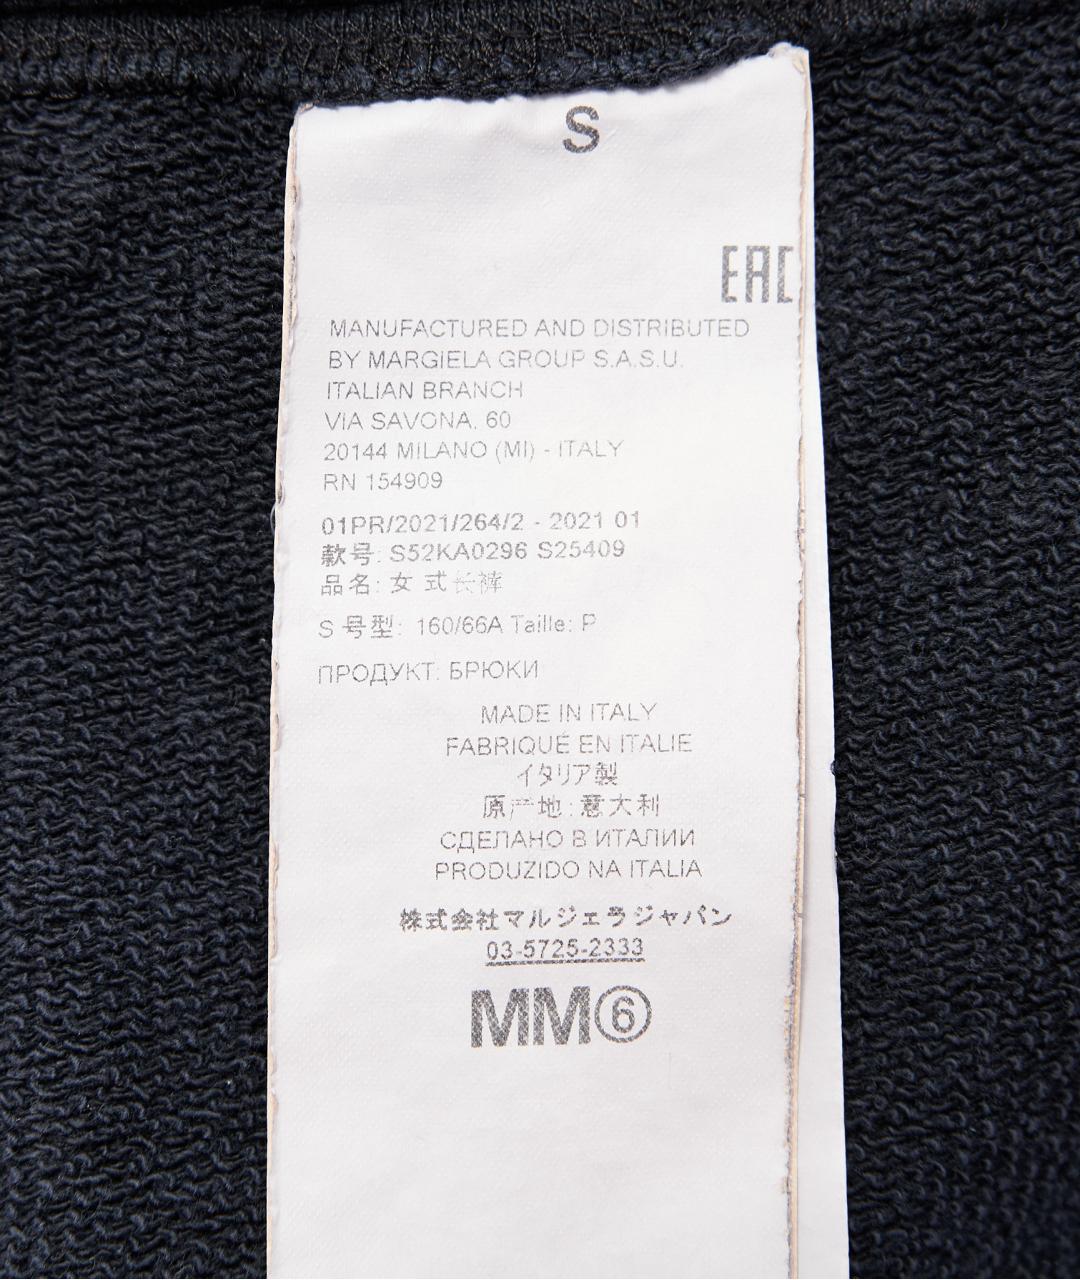 S
EAC
MANUFACTURED AND DISTRIBUTED
BY MARGIELA GROUP S.A.S.U.
ITALIAN BRANCH
VIA SAVONA, 60
20144 MILANO (MI) - ITALY
RN 154909
01PR/2021/264/2 - 2021 01
款号: S52KA0296 S25409
品名: 女 式长裤
S 号型: 160/66A Taille: P
ПРОДУКТ: БРЮКИ
MADE IN ITALY
FABRIQUÉ EN ITALIE
イタリア製
原产地: 意大利
СДЕЛАНО В ИТАЛИИ
PRODUZIDO NA ITALIA
株式会社マルジェラジャパン
03-5725-2333
MM⑥